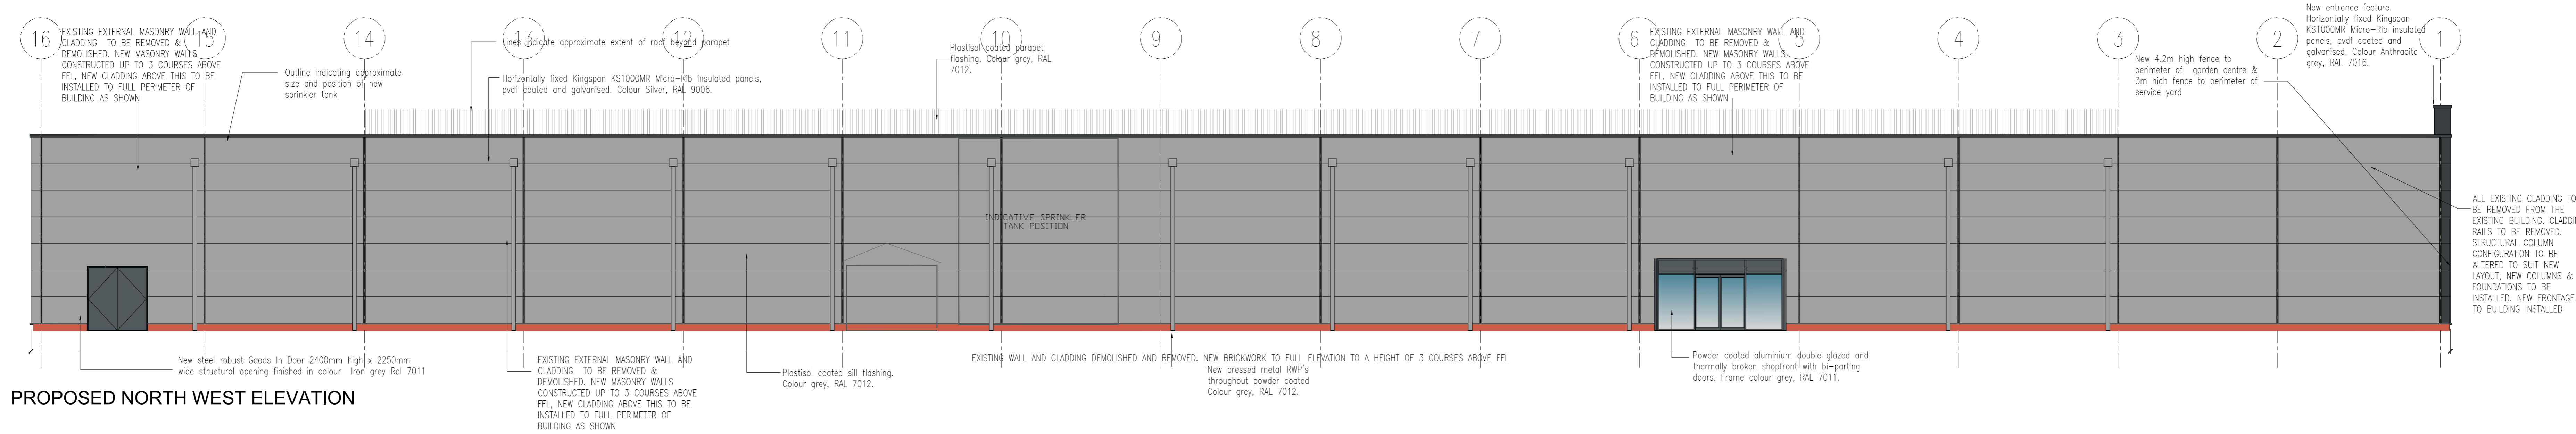 16
15
14
13
12
11
10
9
8
7
6
5
4
3
2
1
EXISTING EXTERNAL MASONRY WALL AND
CLADDING TO BE REMOVED &
DEMOLISHED. NEW MASONRY WALLS
CONSTRUCTED UP TO 3 COURSES ABOVE
FFL, NEW CLADDING ABOVE THIS TO BE
INSTALLED TO FULL PERIMETER OF
BUILDING AS SHOWN
Outline indicating approximate
size and position of new
sprinkler tank
Lines indicate approximate extent of roof beyond parapet
Horizontally fixed Kingspan KS1000MR Micro-Rib insulated panels,
pvdf coated and galvanised. Colour Silver, RAL 9006.
Plastisol coated parapet
flashing. Colour grey, RAL
7012.
EXISTING EXTERNAL MASONRY WALL AND
CLADDING TO BE REMOVED &
DEMOLISHED. NEW MASONRY WALLS
CONSTRUCTED UP TO 3 COURSES ABOVE
FFL, NEW CLADDING ABOVE THIS TO BE
INSTALLED TO FULL PERIMETER OF
BUILDING AS SHOWN
New 4.2m high fence to
perimeter of garden centre &
3m high fence to perimeter of
service yard
New entrance feature.
Horizontally fixed Kingspan
KS1000MR Micro-Rib insulated
panels, pvdf coated and
galvanised. Colour Anthracite
grey, RAL 7016.
INDICATIVE SPRINKLER
TANK POSITION
ALL EXISTING CLADDING TO
BE REMOVED FROM THE
EXISTING BUILDING. CLADDIN
RAILS TO BE REMOVED.
STRUCTURAL COLUMN
CONFIGURATION TO BE
ALTERED TO SUIT NEW
LAYOUT, NEW COLUMNS &
FOUNDATIONS TO BE
INSTALLED. NEW FRONTAGE
TO BUILDING INSTALLED
New steel robust Goods In Door 2400mm high x 2250mm
wide structural opening finished in colour Iron grey Ral 7011
EXISTING EXTERNAL MASONRY WALL AND
CLADDING TO BE REMOVED &
DEMOLISHED. NEW MASONRY WALLS
CONSTRUCTED UP TO 3 COURSES ABOVE
FFL, NEW CLADDING ABOVE THIS TO BE
INSTALLED TO FULL PERIMETER OF
BUILDING AS SHOWN
Plastisol coated sill flashing.
Colour grey, RAL 7012.
EXISTING WALL AND CLADDING DEMOLISHED AND REMOVED. NEW BRICKWORK TO FULL ELEVATION TO A HEIGHT OF 3 COURSES ABOVE FFL
New pressed metal RWP's
throughout powder coated
Colour grey, RAL 7012.
Powder coated aluminium double glazed and
thermally broken shopfront with bi-parting
doors. Frame colour grey, RAL 7011.
PROPOSED NORTH WEST ELEVATION